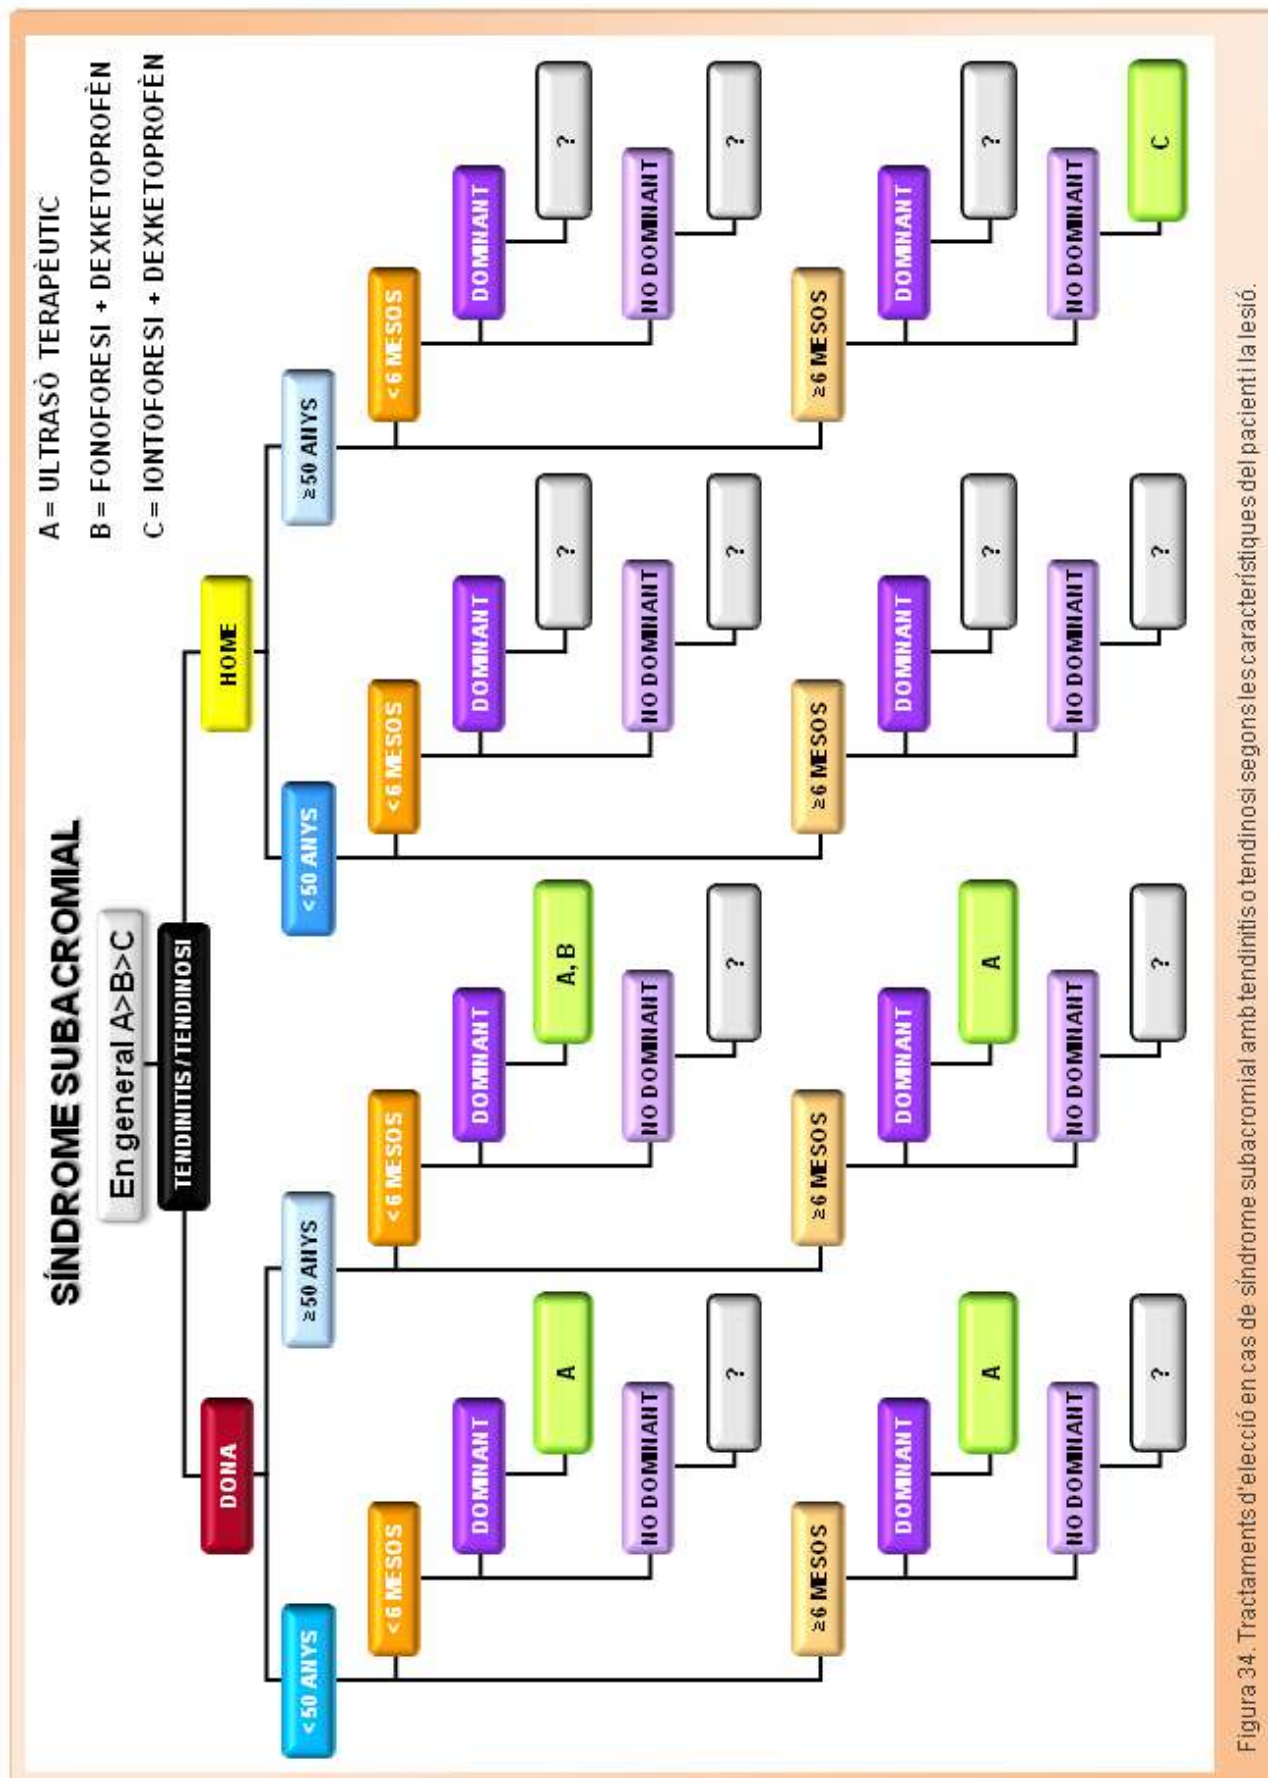 SÍNDROME SUBACROMIAL
En general A>B>C
TENDINITIS / TENDINOSI
A = ULTRASÒ TERAPÈUTIC
B = FONOFORESI + DEXKETOPROFÈN
C = IONTOFORESI + DEXKETOPROFÈN
DONA
HOME
<50 ANYS
≥50 ANYS
<50 ANYS
≥50 ANYS
<6 MESOS
<6 MESOS
<6 MESOS
<6 MESOS
DOMINANT
DOMINANT
DOMINANT
DOMINANT
A
A, B
?
?
NO DOMINANT
NO DOMINANT
NO DOMINANT
NO DOMINANT
?
?
?
?
≥6 MESOS
≥6 MESOS
≥6 MESOS
≥6 MESOS
DOMINANT
DOMINANT
DOMINANT
DOMINANT
A
A
?
?
NO DOMINANT
NO DOMINANT
NO DOMINANT
NO DOMINANT
?
?
?
C
Figura 34. Tractaments d'elecció en cas de síndrome subacromial amb tendinitis o tendinosi segons les característiques del pacient i la lesió.